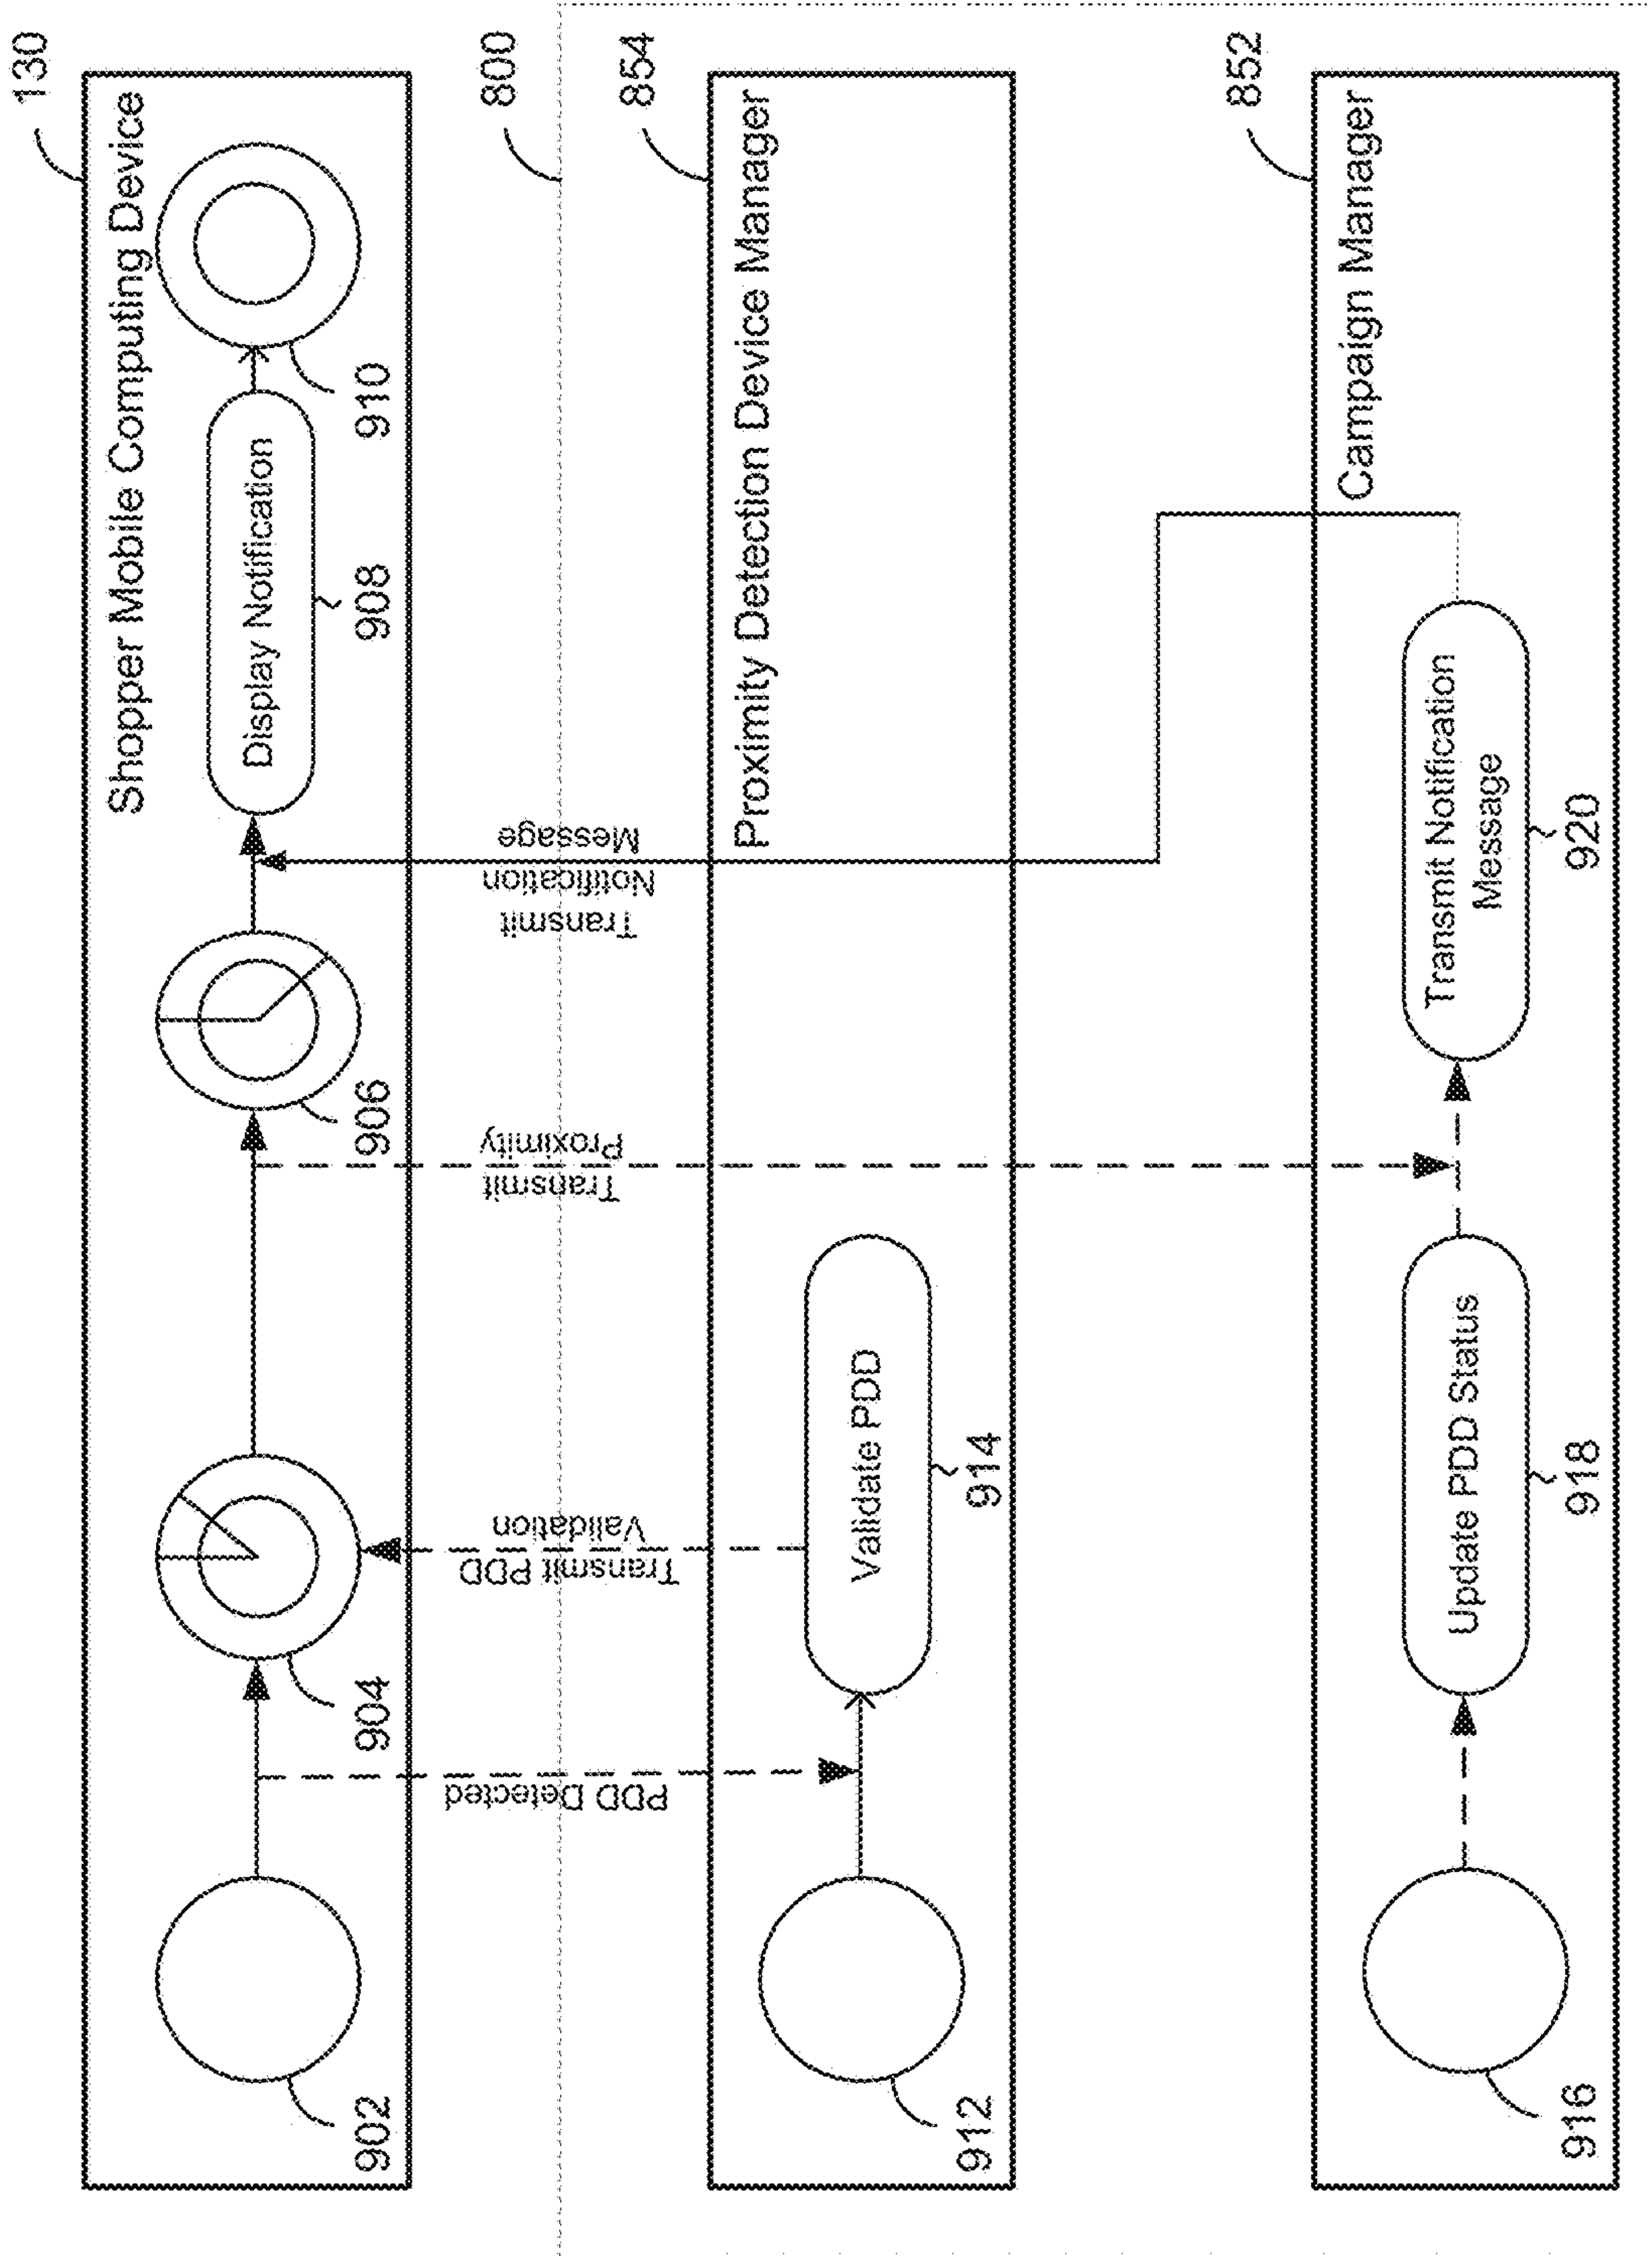 130
Shopper Mobile Computing Device
902
904
906
Display Notification
908
910
800
PDD Detected
Transmit PDD
Validation
Transmit
Proximity
Transmit
Notification
Message
854
Proximity Detection Device Manager
912
Validate PDD
914
852
Campaign Manager
916
Update PDD Status
918
Transmit Notification
Message
920